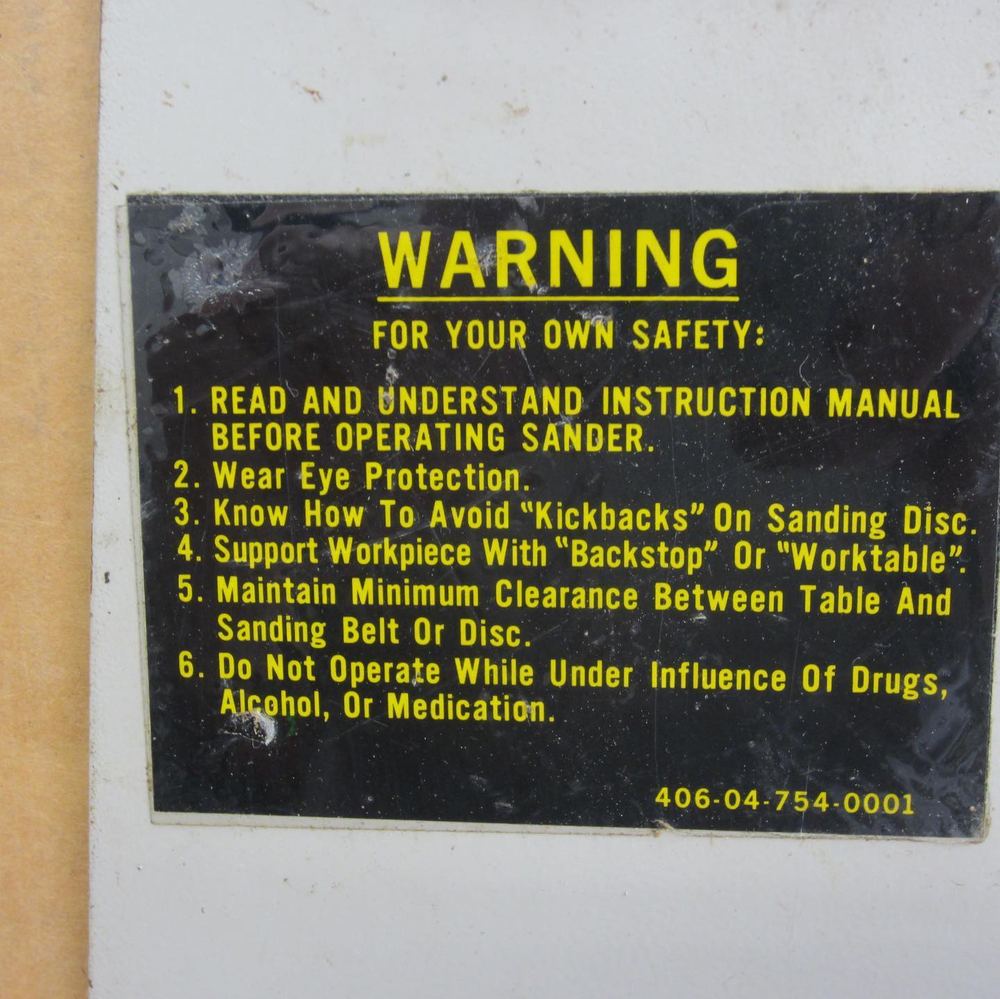 WARNING
FOR YOUR OWN SAFETY:
1. READ AND UNDERSTAND INSTRUCTION MANUAL
BEFORE OPERATING SANDER.
2. Wear Eye Protection.
3. Know How To Avoid “Kickbacks” On Sanding Disc.
4. Support Workpiece With “Backstop” Or “Worktable”.
5. Maintain Minimum Clearance Between Table And
Sanding Belt Or Disc.
6. Do Not Operate While Under Influence Of Drugs,
Alcohol, Or Medication.
406-04-754-0001